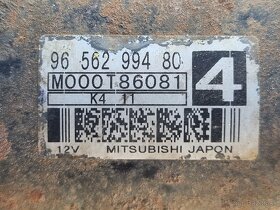 96 562 994 80
M000T86081
4
K4 11
12V MITSUBISHI JAPON